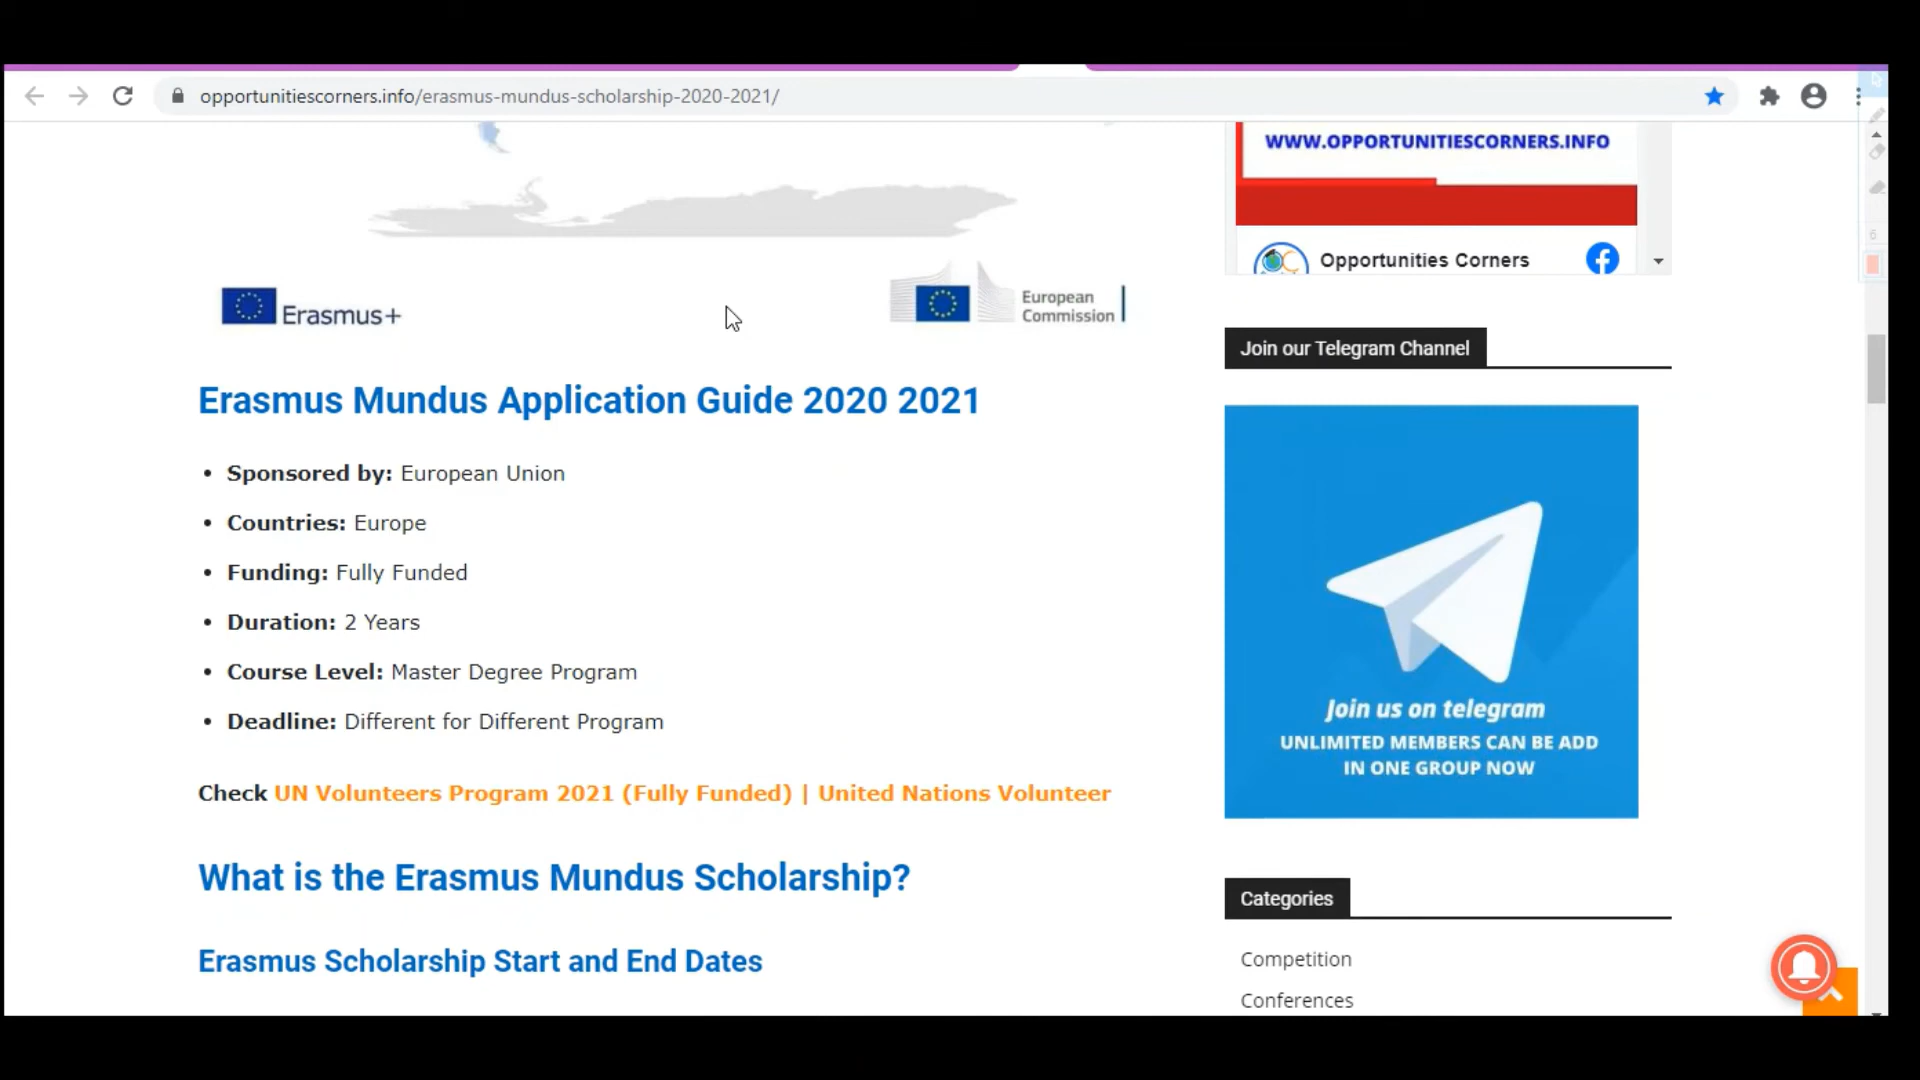 opportunitiescorners.info/erasmus-mundus-scholarship-2020-2021/
WWW.OPPORTUNITIESCORNERS.INFO
Opportunities Corners
Erasmus+
European
Commission
Join our Telegram Channel
Erasmus Mundus Application Guide 2020 2021
• Sponsored by: European Union
• Countries: Europe
• Funding: Fully Funded
• Duration: 2 Years
• Course Level: Master Degree Program
• Deadline: Different for Different Program
Join us on telegram
UNLIMITED MEMBERS CAN BE ADD
IN ONE GROUP NOW
Check UN Volunteers Program 2021 (Fully Funded) | United Nations Volunteer
What is the Erasmus Mundus Scholarship?
Categories
Erasmus Scholarship Start and End Dates
Competition
Conferences
6